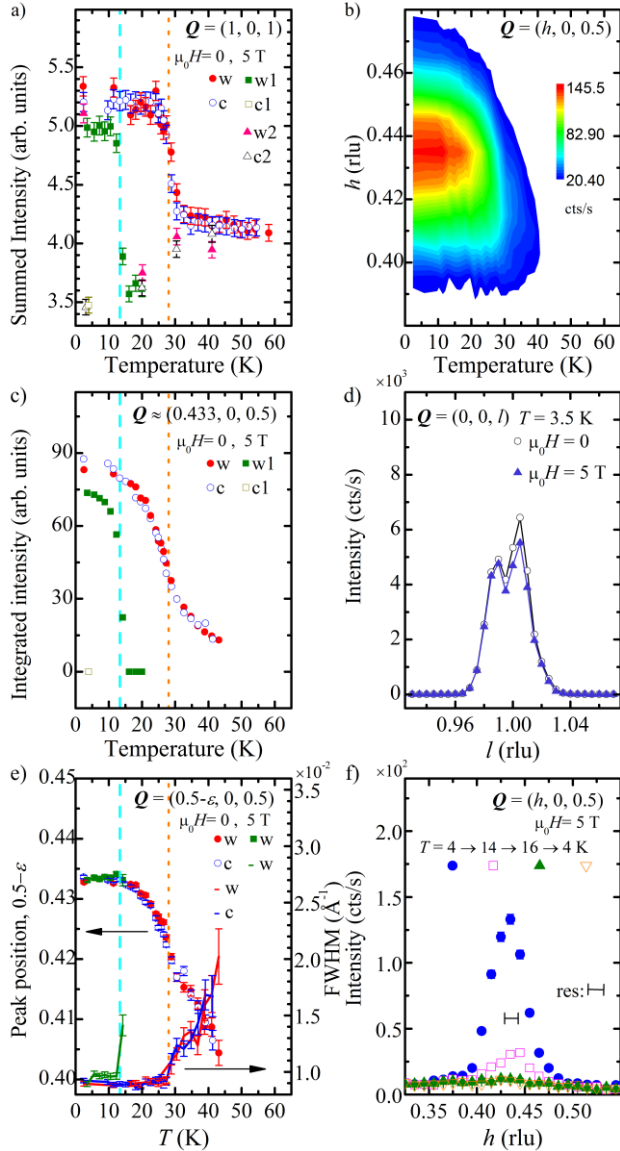 a)
Q = (1, 0, 1)
μ0H = 0 , 5 T
w w1
c c1
w2
c2
Summed Intensity (arb. units)
5.5
5.0
4.5
4.0
3.5
0 10 20 30 40 50 60
Temperature (K)
b)
Q = (h, 0, 0.5)
h (rlu)
0.48
0.46
0.44
0.42
0.40
145.5
82.90
20.40
cts/s
0 10 20 30 40 50 60
Temperature (K)
c)
Q ≈ (0.433, 0, 0.5)
μ0H= 0 , 5 T
w w1
c c1
Integrated intensity (arb. units)
90
75
60
45
30
15
0
0 10 20 30 40 50 60
Temperature (K)
d)
×10³
Q = (0, 0, l) T = 3.5 K
μ0H = 0
μ0H = 5 T
Intensity (cts/s)
10
8
6
4
2
0
0.96 1.00 1.04
l (rlu)
e)
Q = (0.5-ε, 0, 0.5)
μ0H= 0 , 5 T
w w
c w
w
c
Peak position, 0.5-ε
0.45
0.44
0.43
0.42
0.41
0.40
×10⁻²
3.5
3.0
2.5
2.0
1.5
1.0
FWHM (Å⁻¹)
0 10 20 30 40
T (K)
f)
×10²
Q = (h, 0, 0.5)
μ0H= 5 T
T = 4 → 14 → 16 → 4 K
res:
Intensity (cts/s)
2.0
1.5
1.0
0.5
0.0
0.35 0.40 0.45 0.50
h (rlu)